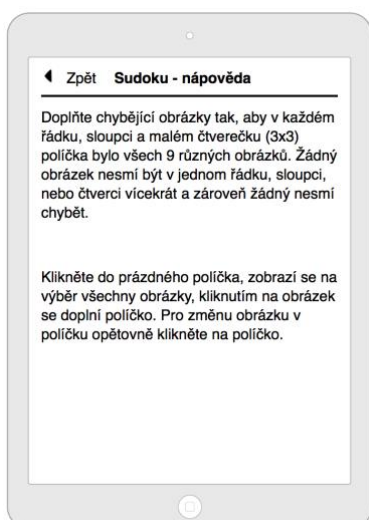 Zpět Sudoku - nápověda
Doplňte chybějící obrázky tak, aby v každém
řádku, sloupci a malém čtverečku (3x3)
políčka bylo všech 9 různých obrázků. Žádný
obrázek nesmí být v jednom řádku, sloupci,
nebo čtverci vícekrát a zároveň žádný nesmí
chybět.
Klikněte do prázdného políčka, zobrazí se na
výběr všechny obrázky, kliknutím na obrázek
se doplní políčko. Pro změnu obrázku v
políčku opětovně klikněte na políčko.